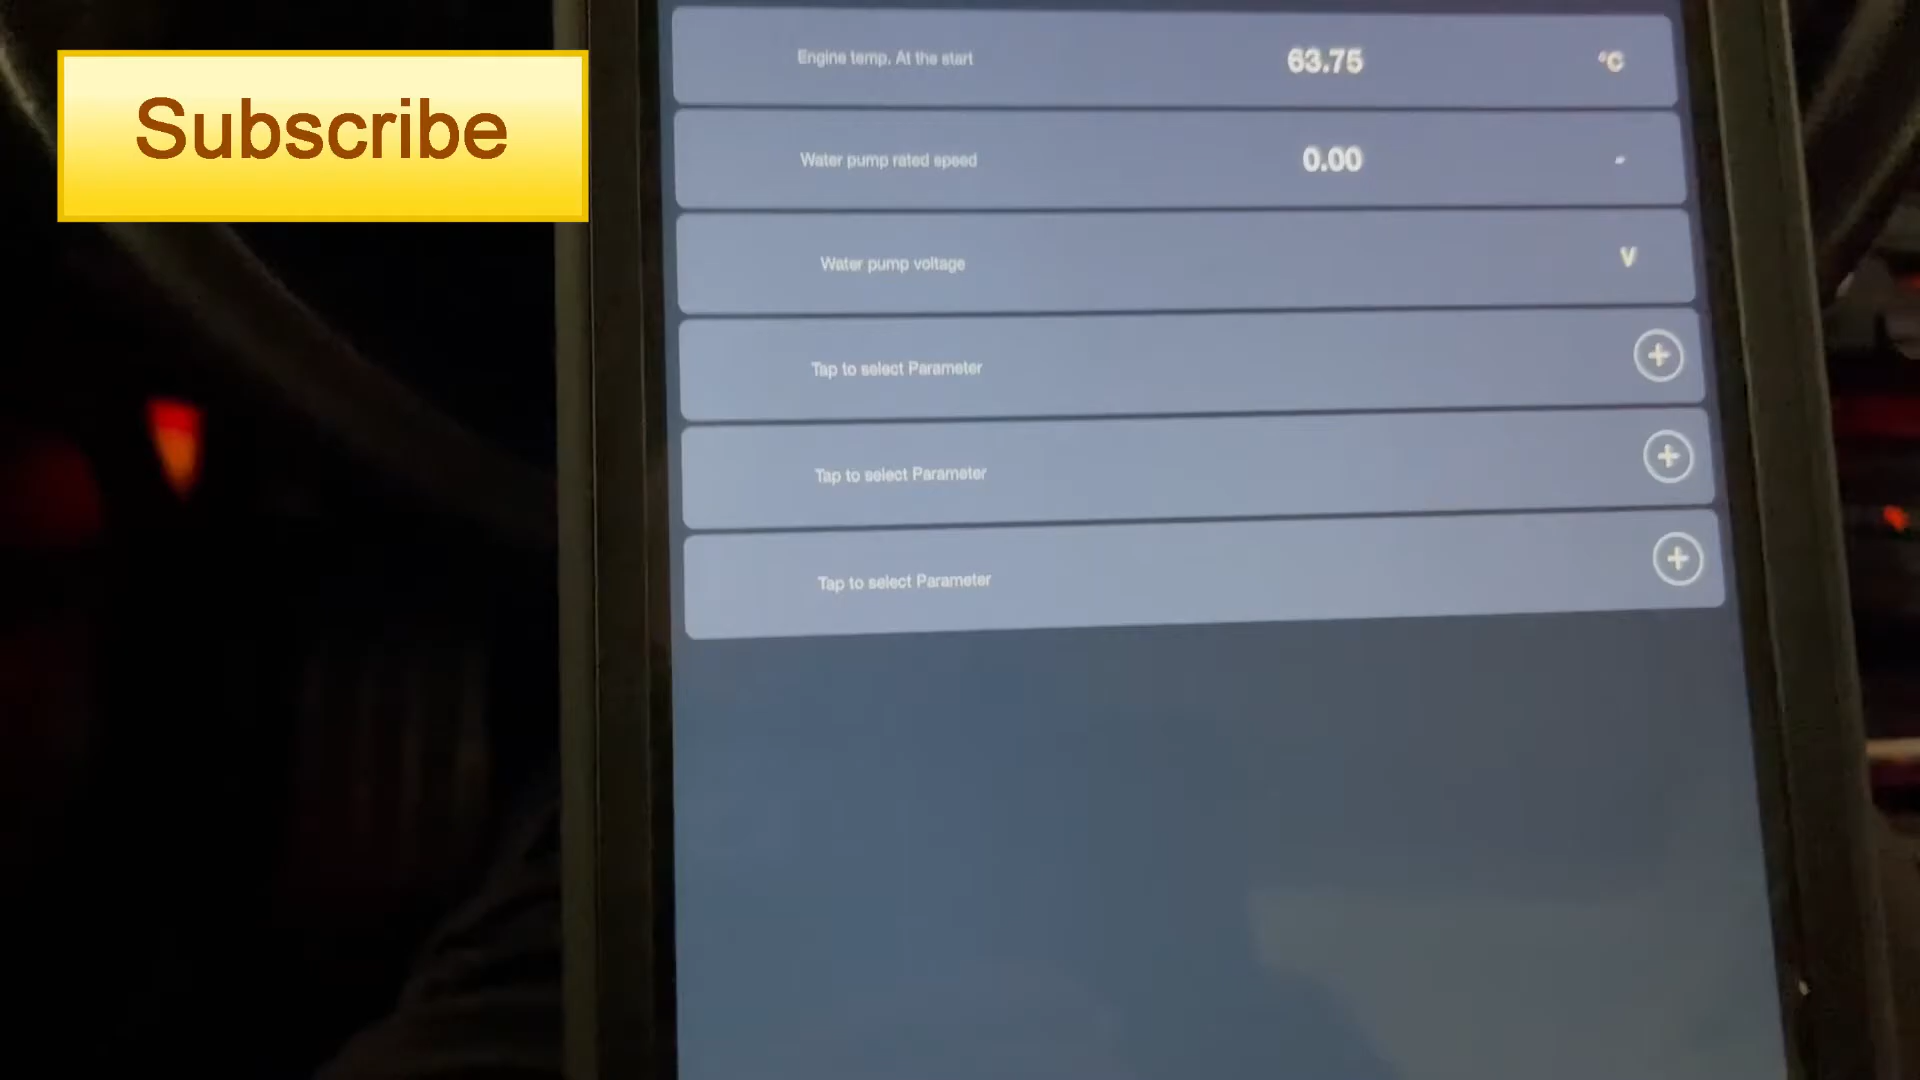 Subscribe
Engine temp. At the start 63.75 °C
Water pump rated speed 0.00 -
Water pump voltage V
Tap to select Parameter +
Tap to select Parameter +
Tap to select Parameter +